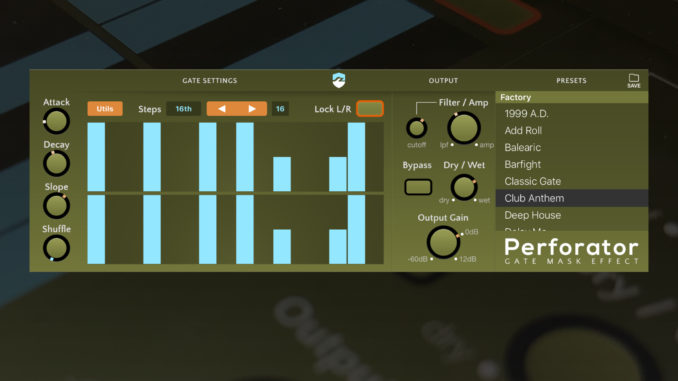 GATE SETTINGS
OUTPUT
PRESETS
SAVE
Attack
Decay
Slope
Shuffle
Utils
Steps
16th
16
Lock L/R
Filter / Amp
cutoff
lpf
amp
Bypass
Dry / Wet
dry
wet
Output Gain
0dB
-60dB
12dB
Factory
1999 A.D.
Add Roll
Balearic
Barfight
Classic Gate
Club Anthem
Deep House
Perforator
GATE MASK EFFECT
dry